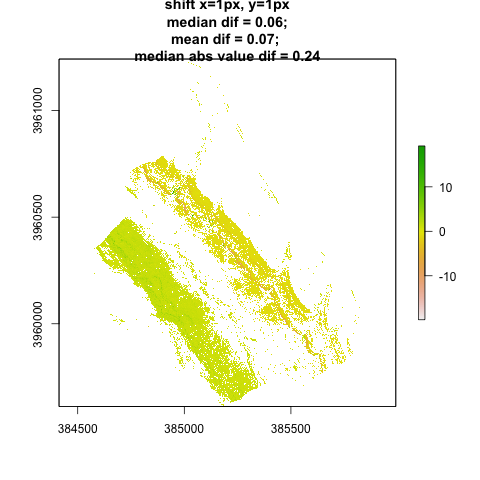 shift x=1px, y=1px
median dif = 0.06;
mean dif = 0.07;
median abs value dif = 0.24
3961000
3960500
3960000
384500
385000
385500
10
0
-10